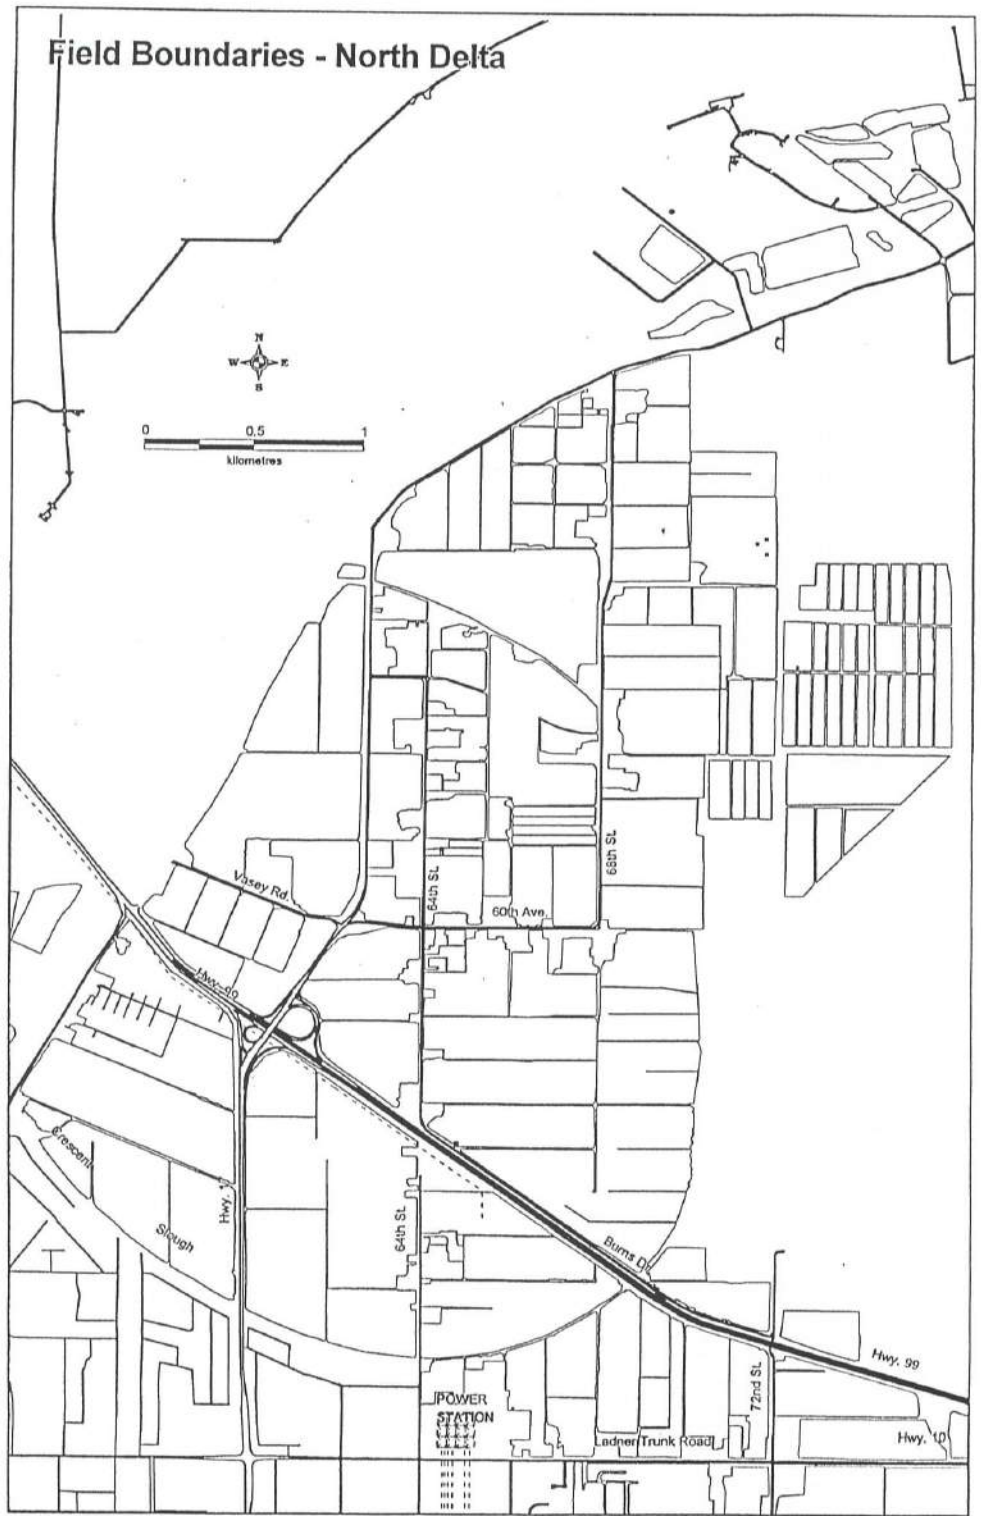 Field Boundaries - North Delta
N
W E
S
0 0.5 1
kilometres
68th St.
Vasey Rd.
64th St.
60th Ave.
Hwy. 99
Crescent
Slough
Hwy. 17
64th St.
Burns Dr.
Hwy. 99
72nd St.
POWER
STATION
Hwy. 10
Ladner Trunk Road